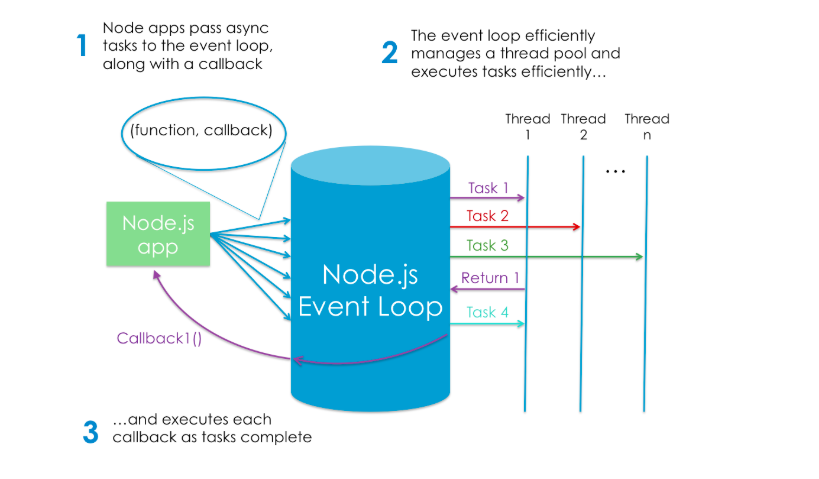 1
Node apps pass async
tasks to the event loop,
along with a callback
2
The event loop efficiently
manages a thread pool and
executes tasks efficiently…
(function, callback)
Thread
1
Thread
2
Thread
n
...
Node.js
app
Node.js
Event Loop
Task 1
Task 2
Task 3
Return 1
Task 4
Callback1()
3
…and executes each
callback as tasks complete